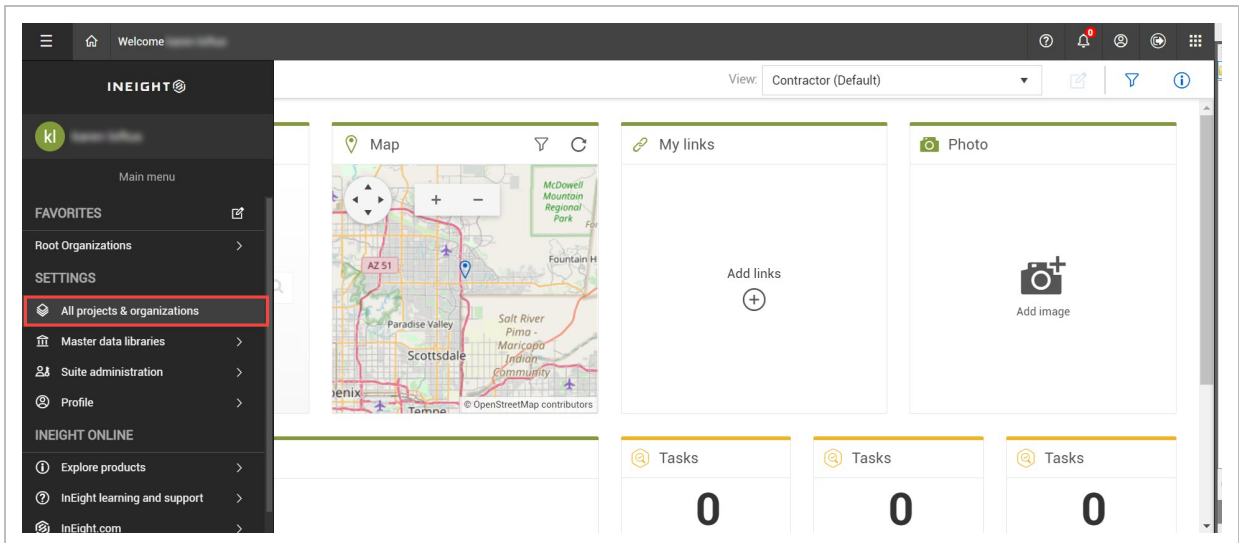 Welcome
0
INEIGHT
View: Contractor (Default)
kl
Main menu
FAVORITES
Root Organizations
SETTINGS
All projects & organizations
Master data libraries
Suite administration
Profile
INEIGHT ONLINE
Explore products
InEight learning and support
InEight.com
Map
McDowell
Mountain
Regional
Park
AZ 51
Fountain H
Paradise Valley
Salt River
Pima -
Maricopa
Indian
Community
Scottsdale
Tempe
© OpenStreetMap contributors
My links
Add links
Photo
Add image
Tasks
0
Tasks
0
Tasks
0